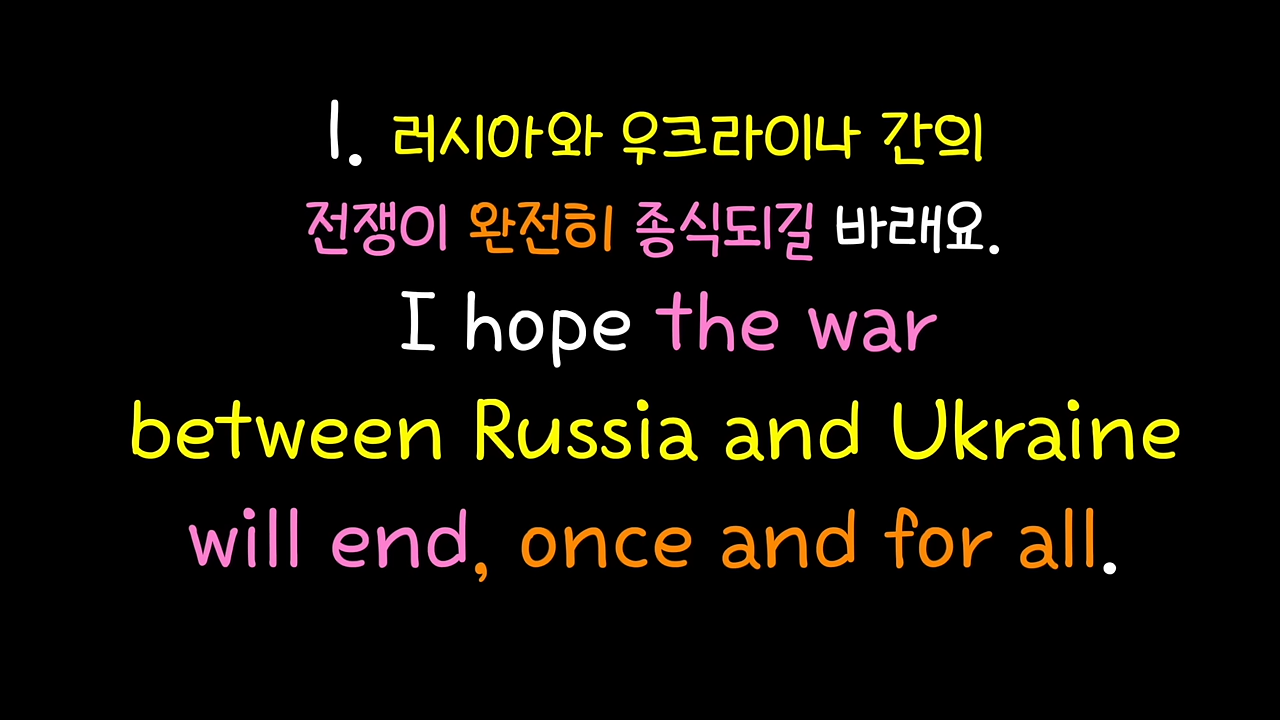 1. 러시아와 우크라이나 간의
전쟁이 완전히 종식되길 바래요.
I hope the war
between Russia and Ukraine
will end, once and for all.